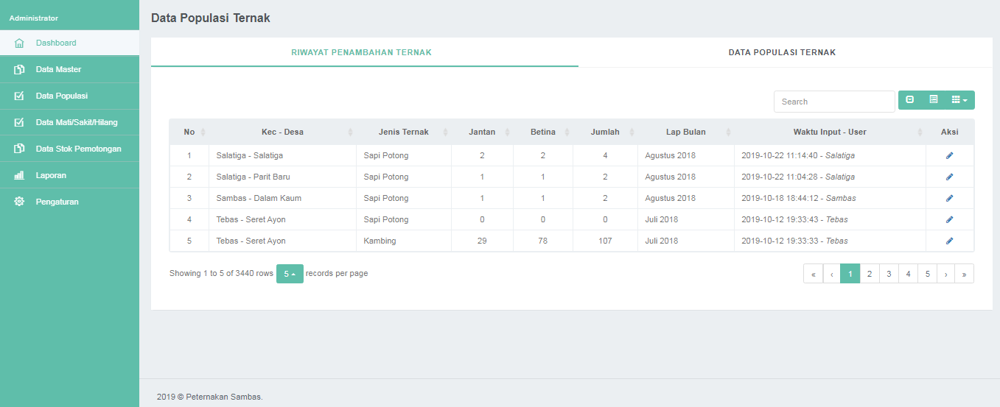 Administrator
Dashboard
Data Master
Data Populasi
Data Mati/Sakit/Hilang
Data Stok Pemotongan
Laporan
Pengaturan
Data Populasi Ternak
RIWAYAT PENAMBAHAN TERNAK DATA POPULASI TERNAK
Search
No Kec - Desa Jenis Ternak Jantan Betina Jumlah Lap Bulan Waktu Input - User Aksi
1 Salatiga - Salatiga Sapi Potong 2 2 4 Agustus 2018 2019-10-22 11:14:40 - Salatiga
2 Salatiga - Parit Baru Sapi Potong 1 1 2 Agustus 2018 2019-10-22 11:04:28 - Salatiga
3 Sambas - Dalam Kaum Sapi Potong 1 1 2 Agustus 2018 2019-10-18 18:44:12 - Sambas
4 Tebas - Seret Ayon Sapi Potong 0 0 0 Juli 2018 2019-10-12 19:33:43 - Tebas
5 Tebas - Seret Ayon Kambing 29 78 107 Juli 2018 2019-10-12 19:33:33 - Tebas
Showing 1 to 5 of 3440 rows 5 records per page « ‹ 1 2 3 4 5 › »
2019 © Peternakan Sambas.